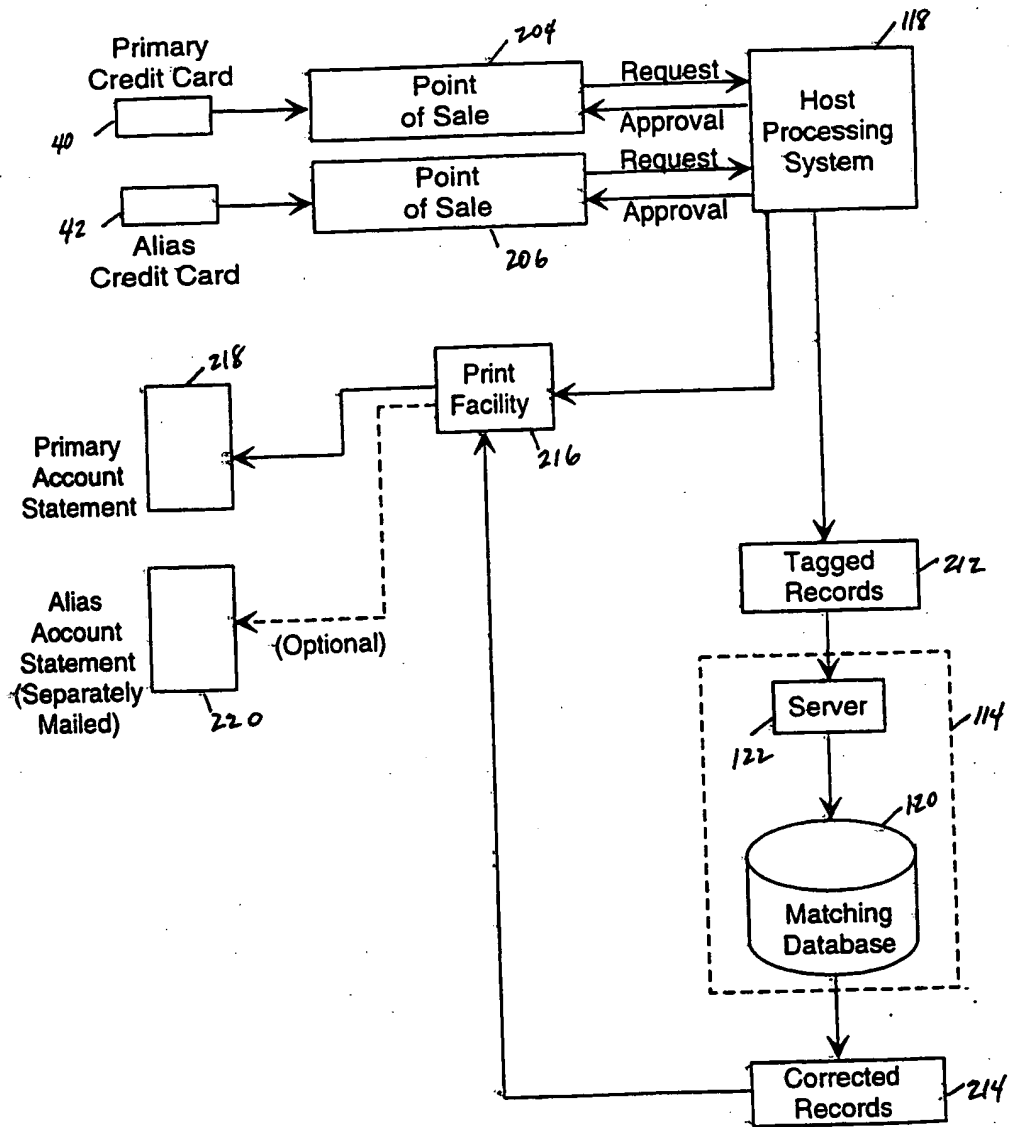 Primary
Credit Card
40
204
Point
of Sale
Request
Approval
118
Host
Processing
System
42
Alias
Credit Card
Point
of Sale
206
Request
Approval
218
Primary
Account
Statement
Print
Facility
216
Alias
Account
Statement
(Separately
Mailed)
220
(Optional)
Tagged
Records
212
Server
122
114
120
Matching
Database
Corrected
Records
214